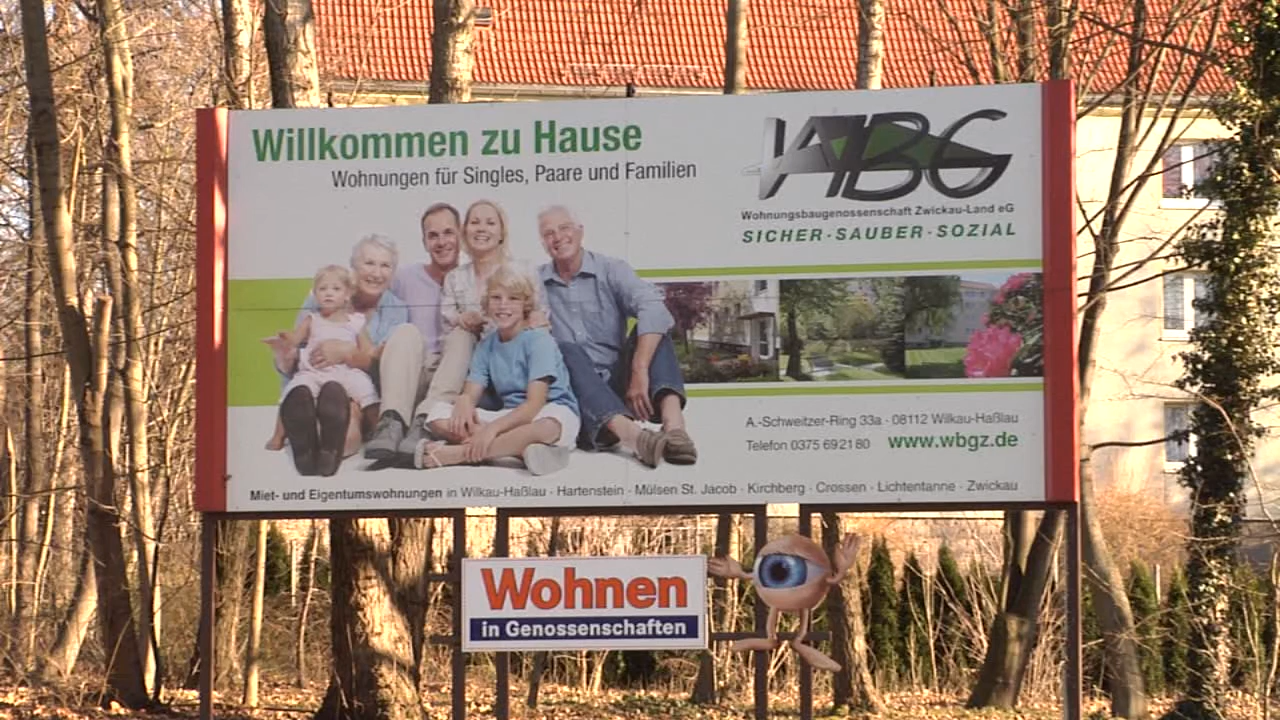 Willkommen zu Hause
Wohnungen für Singles, Paare und Familien
WBG
Wohnungsbaugenossenschaft Zwickau-Land eG
SICHER · SAUBER · SOZIAL
A.-Schweitzer-Ring 33a · 08112 Wilkau-Haßlau
Telefon 0375 692180 www.wbgz.de
Miet- und Eigentumswohnungen in Wilkau-Haßlau · Hartenstein · Mülsen St. Jacob · Kirchberg · Crossen · Lichtentanne · Zwickau
Wohnen
in Genossenschaften